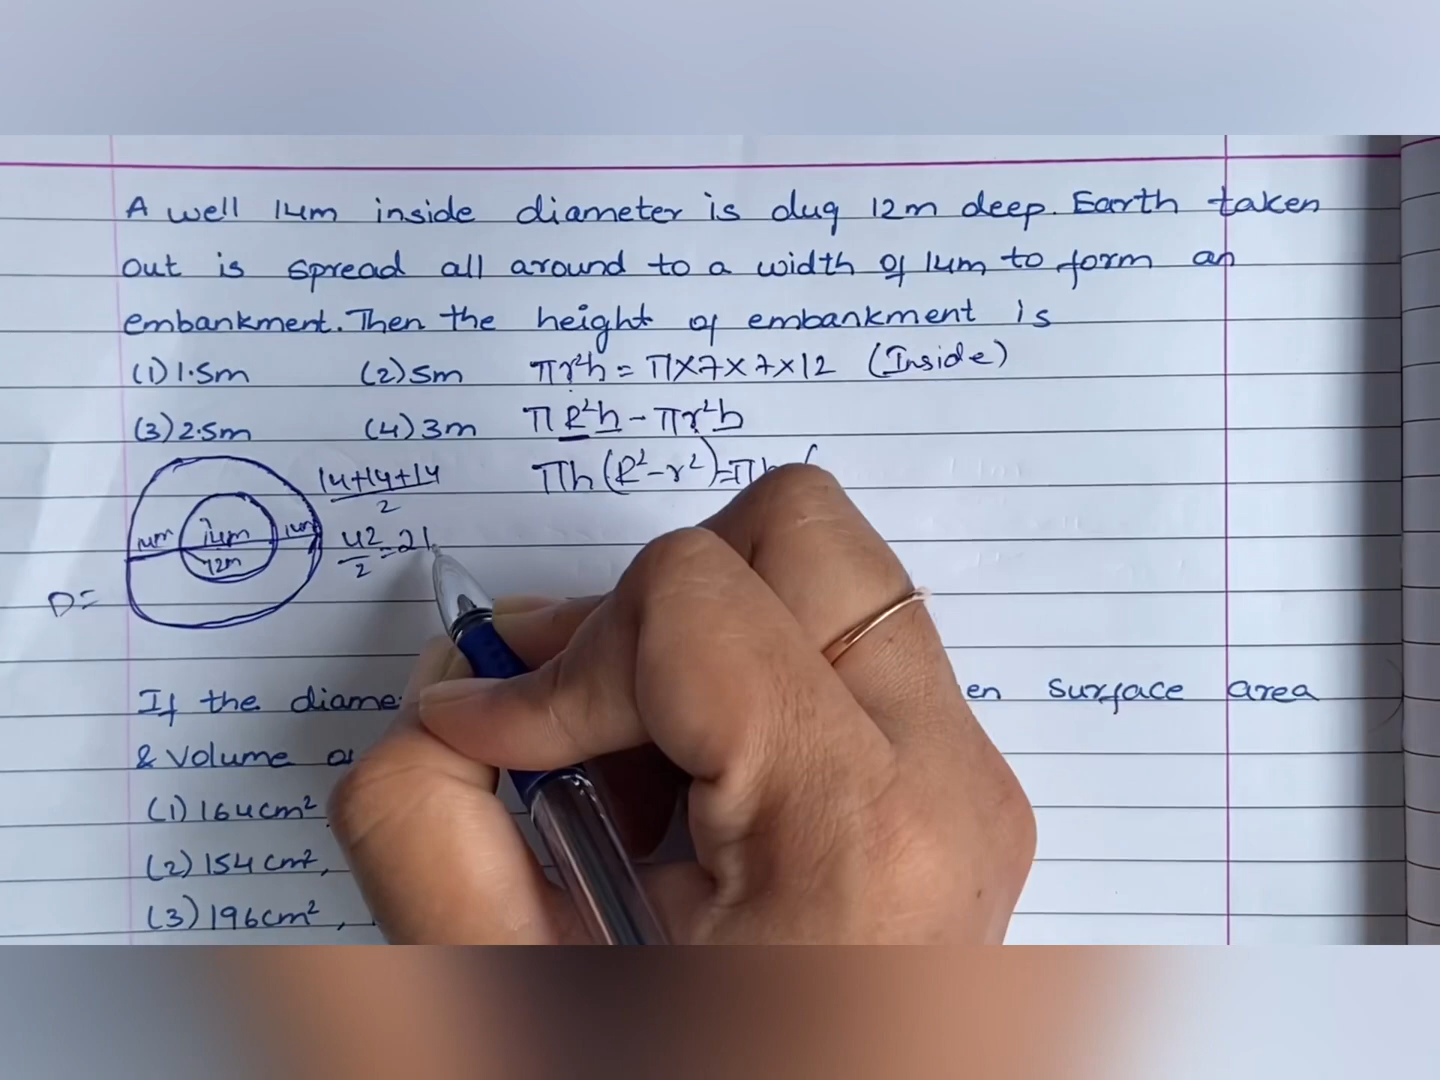 A well 14m inside diameter is dug 12m deep. Earth taken
out is spread all around to a width of 14m to form an
embankment. Then the height of embankment is
(1) 1.5m (2) 5m πr²h = π×7×7×12 (Inside)
(3) 2.5m (4) 3m πR²h - πr²h
14+14+14 πh(R²-r²)=πh(
2
14m 14m 14m 42 = 21
12m 2
D=
If the diame en surface area
& Volume
(1) 164cm²
(2) 154cm²,
(3) 196cm²,